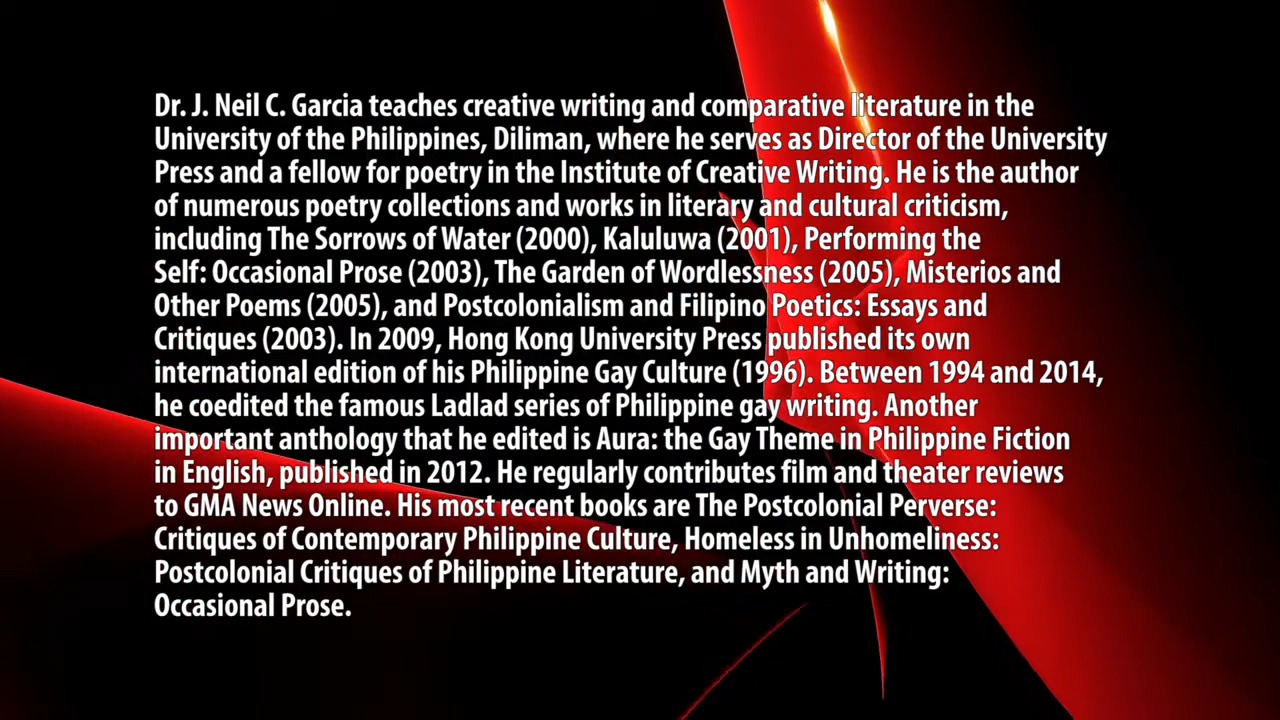 Dr. J. Neil C. Garcia teaches creative writing and comparative literature in the
University of the Philippines, Diliman, where he serves as Director of the University
Press and a fellow for poetry in the Institute of Creative Writing. He is the author
of numerous poetry collections and works in literary and cultural criticism,
including The Sorrows of Water (2000), Kaluluwa (2001), Performing the
Self: Occasional Prose (2003), The Garden of Wordlessness (2005), Misterios and
Other Poems (2005), and Postcolonialism and Filipino Poetics: Essays and
Critiques (2003). In 2009, Hong Kong University Press published its own
international edition of his Philippine Gay Culture (1996). Between 1994 and 2014,
he coedited the famous Ladlad series of Philippine gay writing. Another
important anthology that he edited is Aura: the Gay Theme in Philippine Fiction
in English, published in 2012. He regularly contributes film and theater reviews
to GMA News Online. His most recent books are The Postcolonial Perverse:
Critiques of Contemporary Philippine Culture, Homeless in Unhomeliness:
Postcolonial Critiques of Philippine Literature, and Myth and Writing:
Occasional Prose.